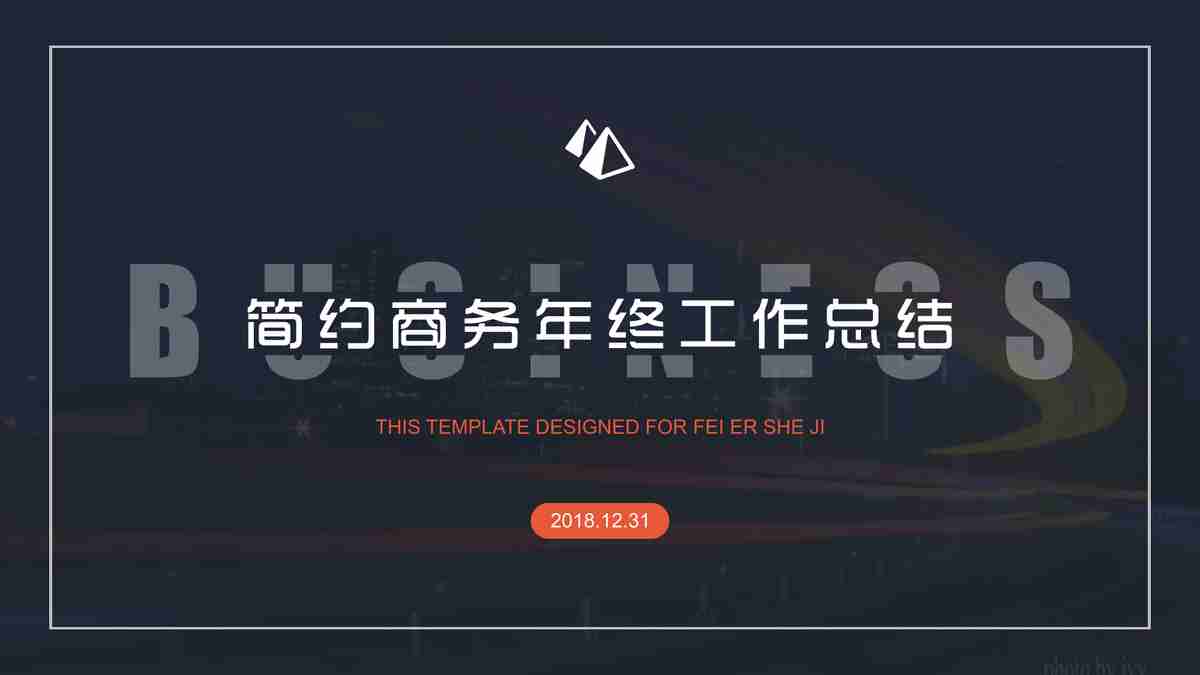 BUSINESS
简约商务年终工作总结
THIS TEMPLATE DESIGNED FOR FEI ER SHE JI
2018.12.31
photo by ivy